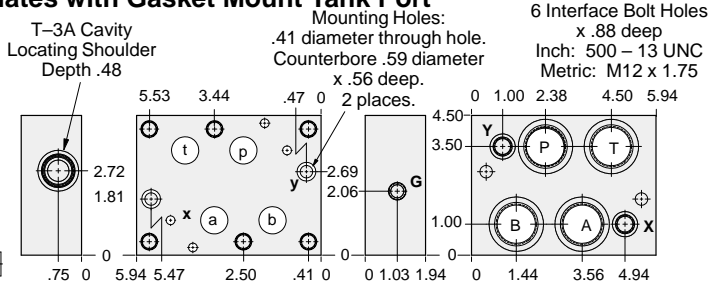 ates with Gasket Mount Tank Port
T–3A Cavity
Locating Shoulder
Depth .48
Mounting Holes:
.41 diameter through hole.
Counterbore .59 diameter
x .56 deep.
2 places.
6 Interface Bolt Holes
x .88 deep
Inch: 500 – 13 UNC
Metric: M12 x 1.75
5.53 3.44 .47 0
0 1.00 2.38 4.50 5.94
4.50
3.50
Y
P
T
t
p
2.72
1.81
y
2.69
2.06
G
x
a
b
1.00
B
A
X
0
0
0
.75 0
5.94 5.47 2.50 .41 0
0 1.03 1.94
0 1.44 3.56 4.94